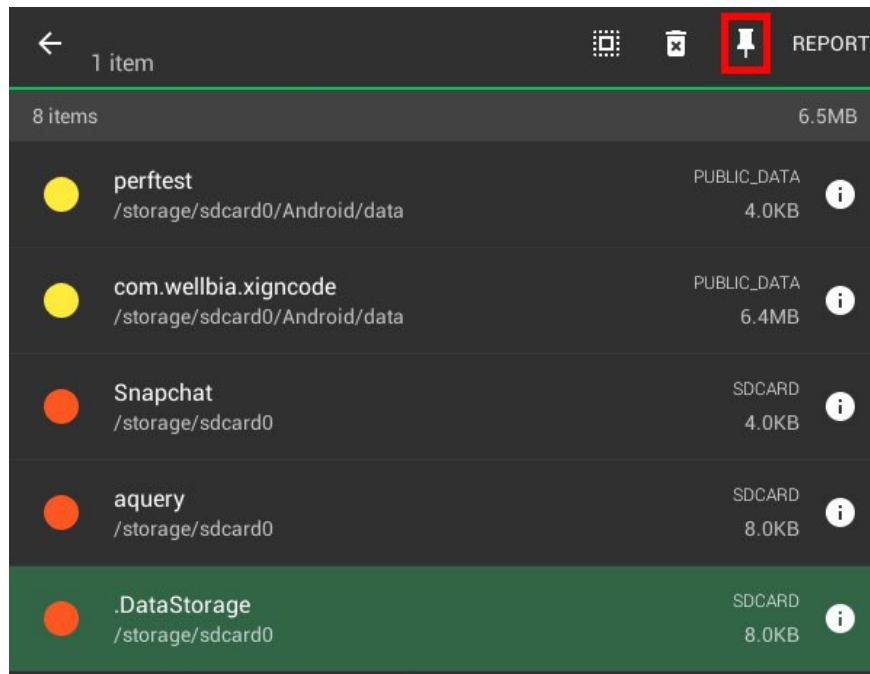 1 item
REPORT
8 items 6.5MB
perftest PUBLIC_DATA
/storage/sdcard0/Android/data 4.0KB
com.wellbia.xigncode PUBLIC_DATA
/storage/sdcard0/Android/data 6.4MB
Snapchat SDCARD
/storage/sdcard0 4.0KB
aquery SDCARD
/storage/sdcard0 8.0KB
.DataStorage SDCARD
/storage/sdcard0 8.0KB